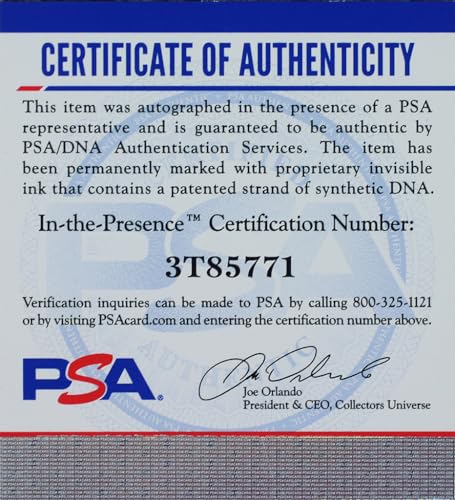 CERTIFICATE OF AUTHENTICITY
This item was autographed in the presence of a PSA
representative and is guaranteed to be authentic by
PSA/DNA Authentication Services. The item has
been permanently marked with proprietary invisible
ink that contains a patented strand of synthetic DNA.
In-the-Presence™ Certification Number:
3T85771
Verification inquiries can be made to PSA by calling 800-325-1121
or by visiting PSAcard.com and entering the certification number above.
PSA®
Joe Orlando
President & CEO, Collectors Universe